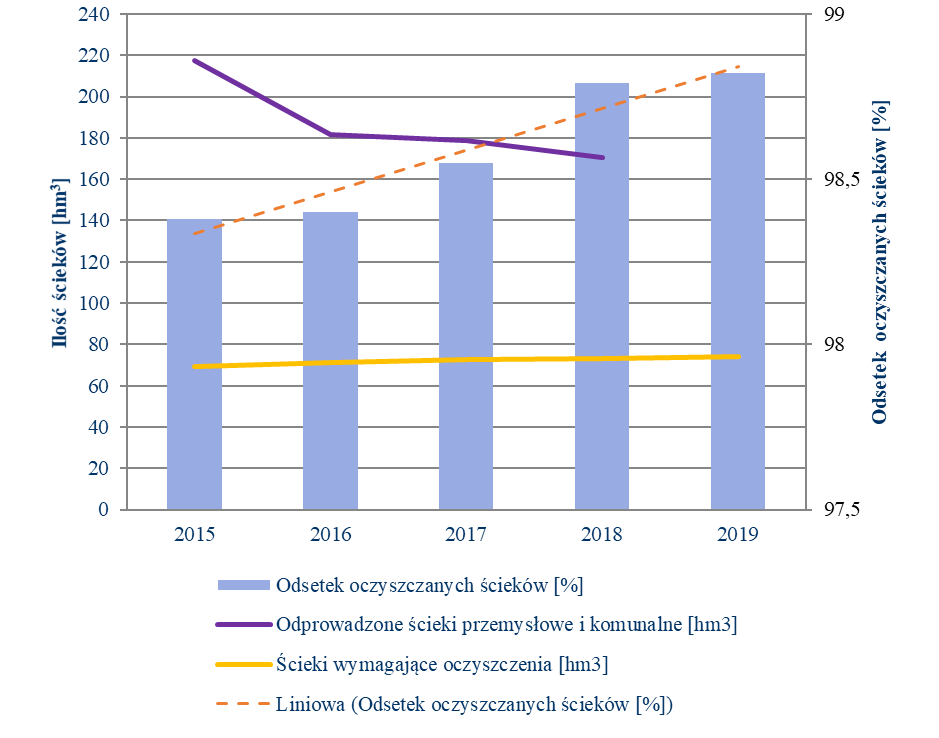 240
220
200
180
160
140
120
100
80
60
40
20
0
Ilość ścieków [hm³]
99
98,5
98
97,5
Odsetek oczyszczanych ścieków [%]
2015 2016 2017 2018 2019
Odsetek oczyszczanych ścieków [%]
Odprowadzone ścieki przemysłowe i komunalne [hm3]
Ścieki wymagające oczyszczenia [hm3]
Liniowa (Odsetek oczyszczanych ścieków [%])